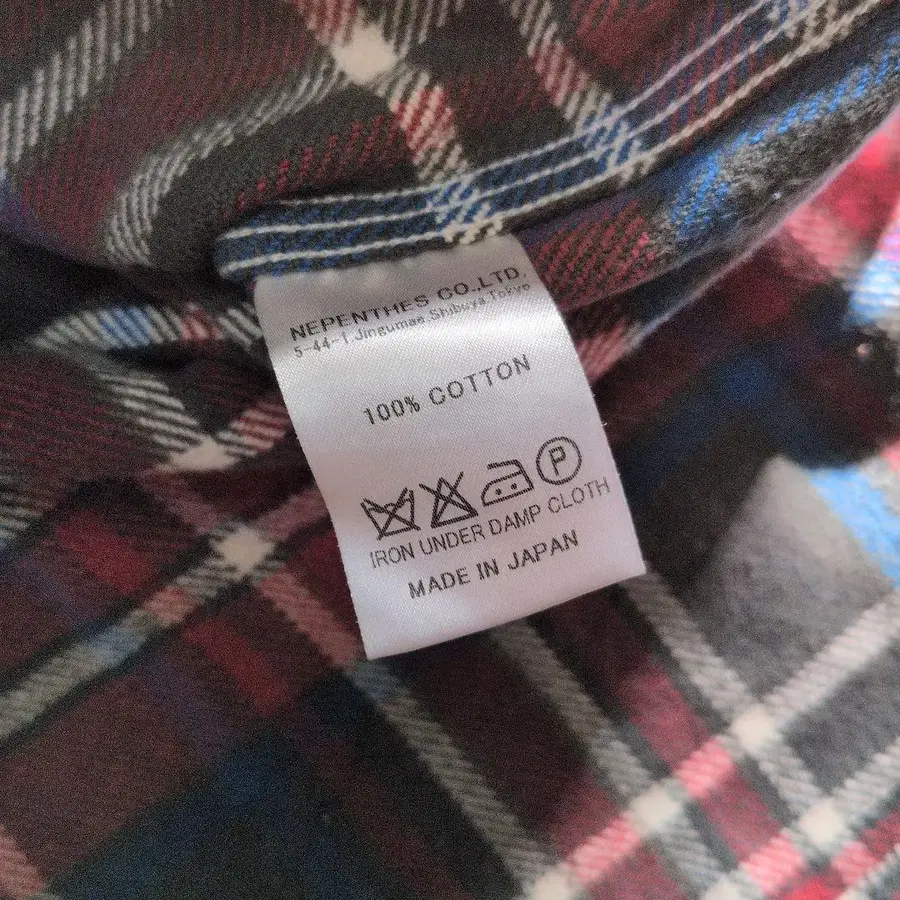 NEPENTHES CO.,LTD.
5-44-1,Jingumae,Shibuya,Tokyo
100% COTTON
P
IRON UNDER DAMP CLOTH
MADE IN JAPAN